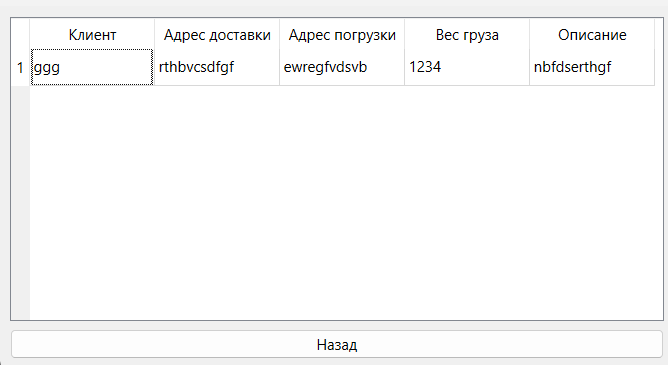 Клиент Адрес доставки Адрес погрузки Вес груза Описание
1 ggg rthbvcsdfgf ewregfvdsvb 1234 nbfdserthgf
Назад